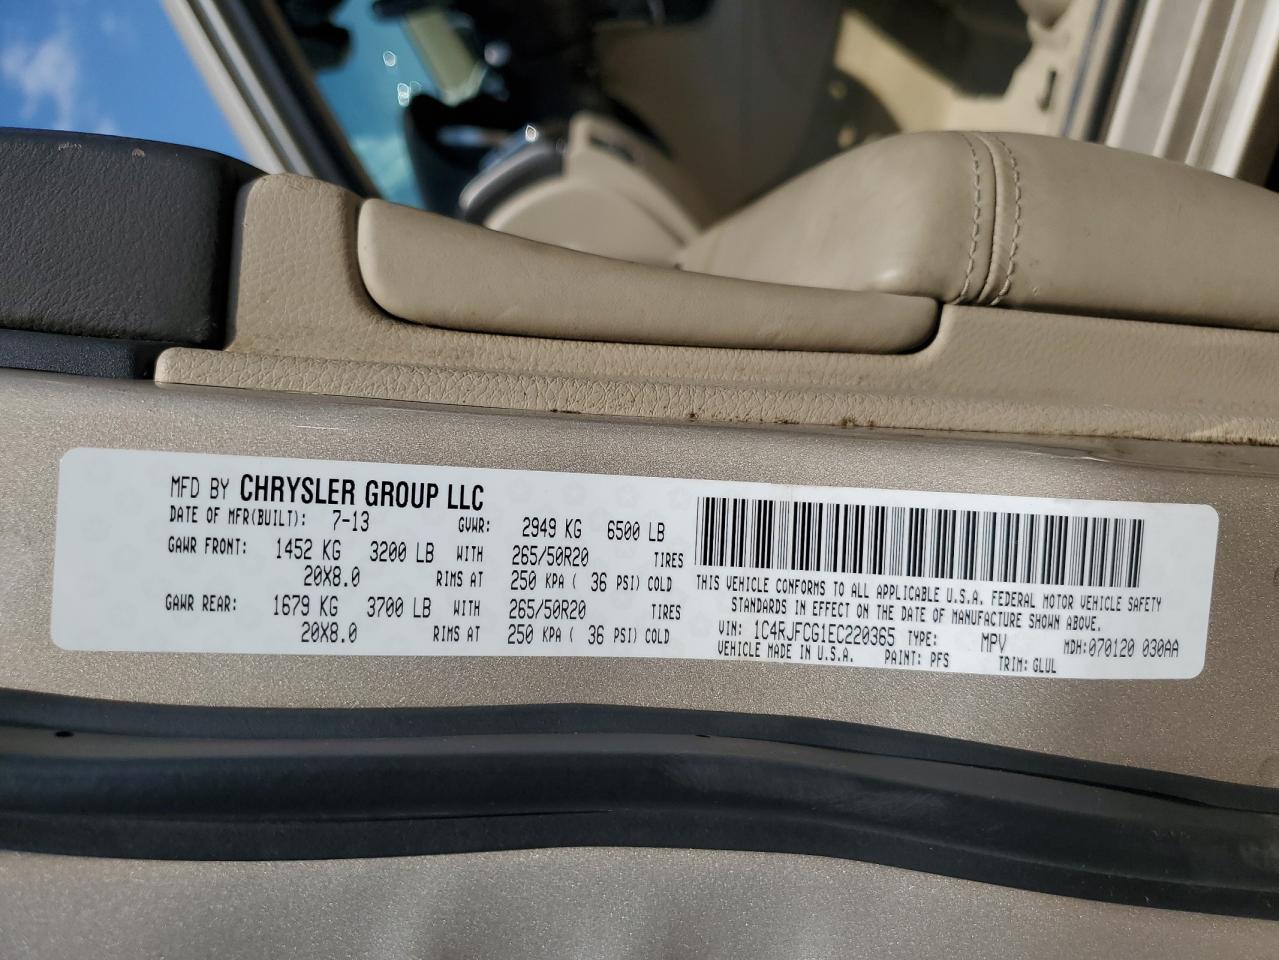 MFD BY CHRYSLER GROUP LLC
DATE OF MFR(BUILT): 7-13 GVWR: 2949 KG 6500 LB
GAWR FRONT: 1452 KG 3200 LB WITH 265/50R20 TIRES
20X8.0 RIMS AT 250 KPA ( 36 PSI) COLD
GAWR REAR: 1679 KG 3700 LB WITH 265/50R20 TIRES
20X8.0 RIMS AT 250 KPA ( 36 PSI) COLD
THIS VEHICLE CONFORMS TO ALL APPLICABLE U.S.A. FEDERAL MOTOR VEHICLE SAFETY
STANDARDS IN EFFECT ON THE DATE OF MANUFACTURE SHOWN ABOVE.
VIN: 1C4RJFCG1EC220365 TYPE: MPV MDH:070120 030AA
VEHICLE MADE IN U.S.A. PAINT: PFS TRIM: GLUL